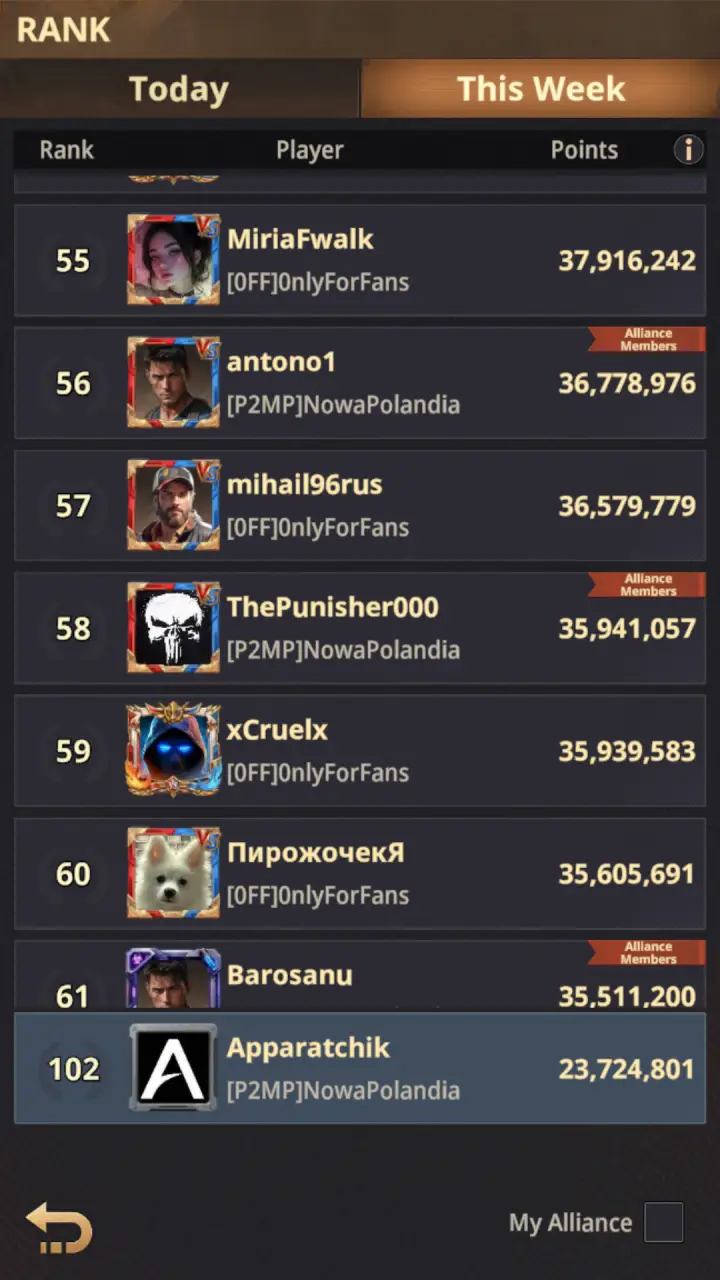 RANK
Today
This Week
Rank
Player
Points
i
55
MiriaFwalk
[0FF]0nlyForFans
37,916,242
Alliance
Members
56
antono1
[P2MP]NowaPolandia
36,778,976
57
mihail96rus
[0FF]0nlyForFans
36,579,779
Alliance
Members
58
ThePunisher000
[P2MP]NowaPolandia
35,941,057
59
xCruelx
[0FF]0nlyForFans
35,939,583
60
ПирожочекЯ
[0FF]0nlyForFans
35,605,691
Alliance
Members
61
Barosanu
35,511,200
102
A
Apparatchik
[P2MP]NowaPolandia
23,724,801
My Alliance